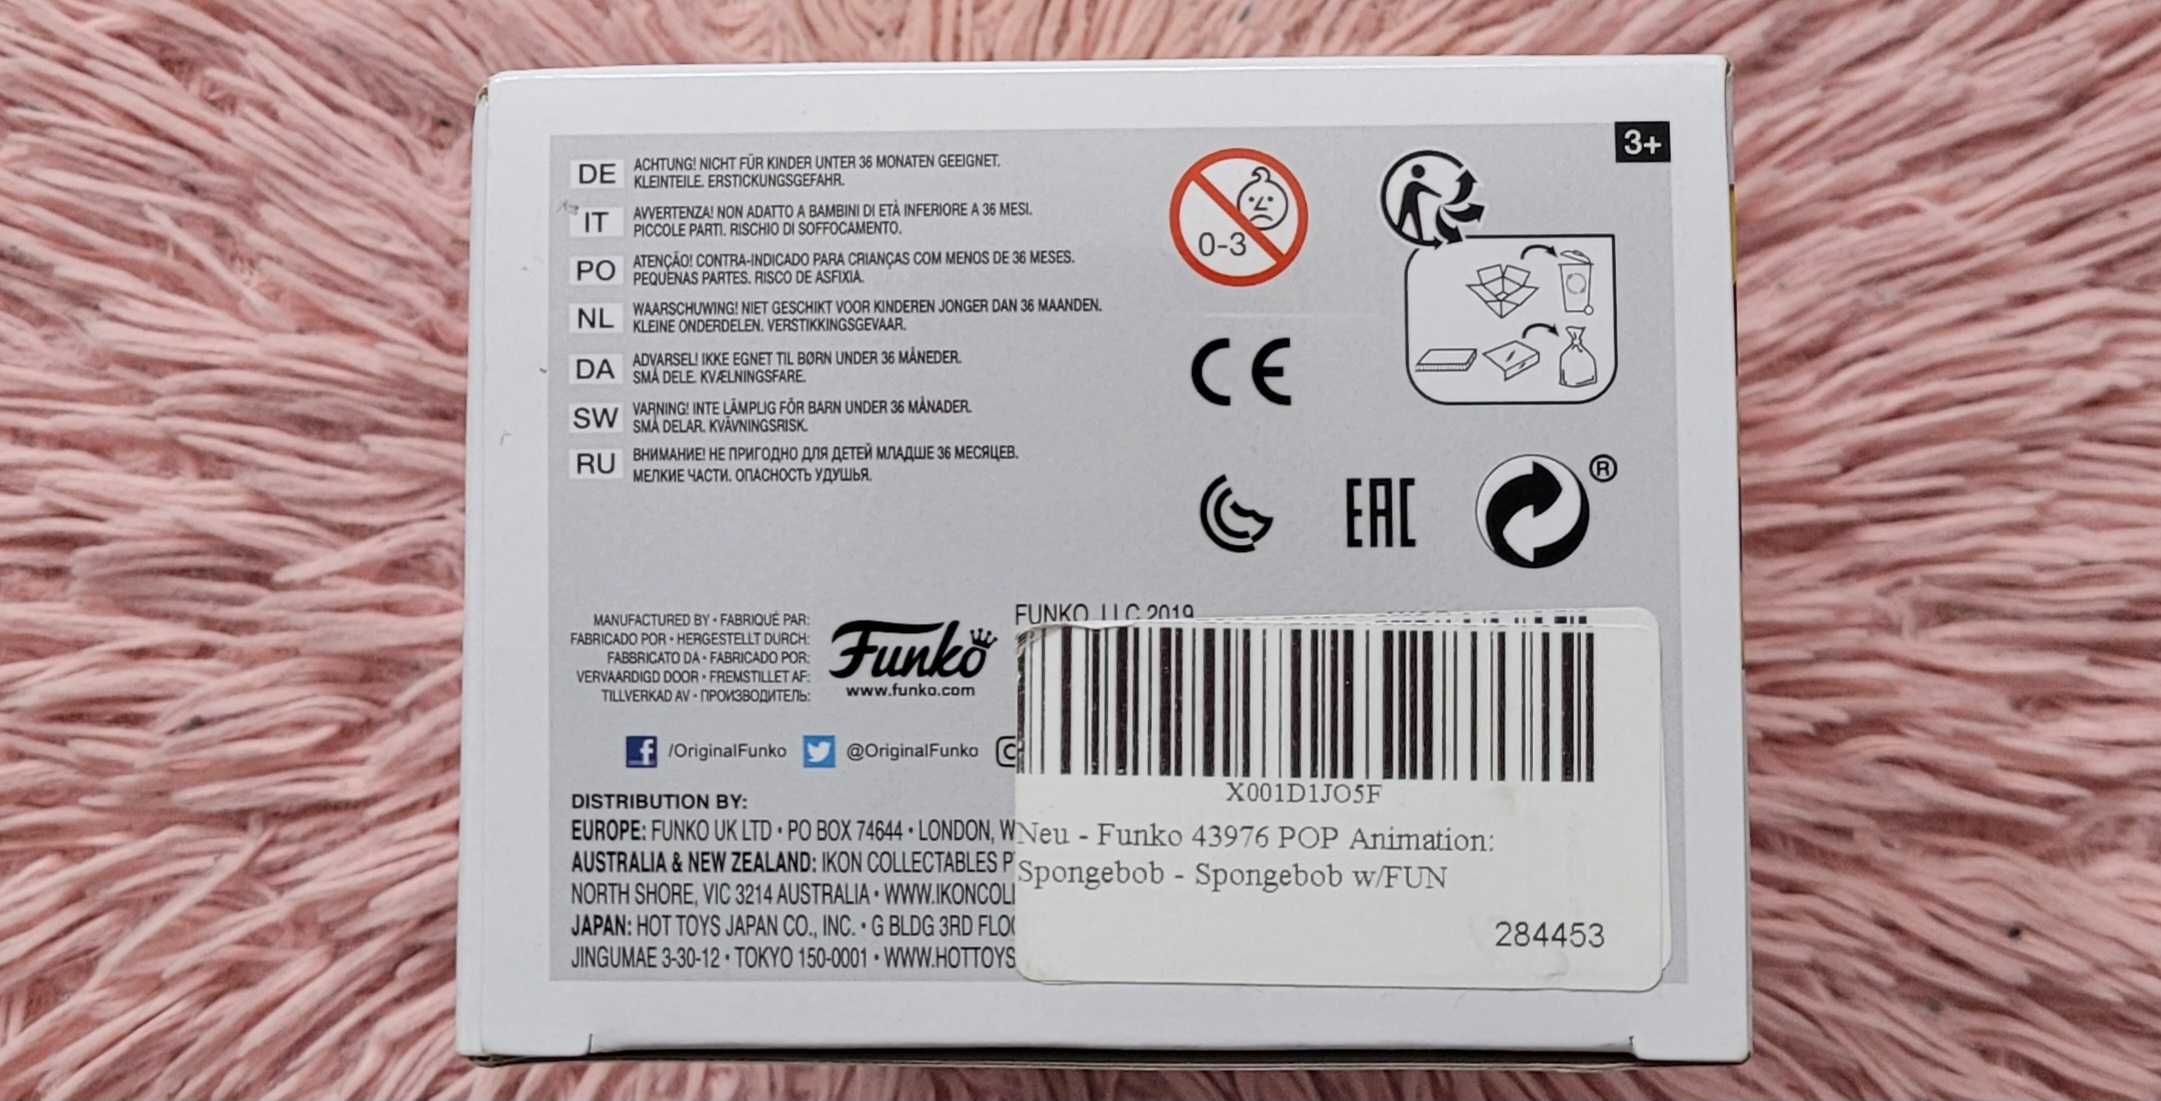 3+
DE ACHTUNG! NICHT FÜR KINDER UNTER 36 MONATEN GEEIGNET.
KLEINTEILE. ERSTICKUNGSGEFAHR.
IT AVVERTENZA! NON ADATTO A BAMBINI DI ETÀ INFERIORE A 36 MESI.
PICCOLE PARTI. RISCHIO DI SOFFOCAMENTO.
PO ATENÇÃO! CONTRA-INDICADO PARA CRIANÇAS COM MENOS DE 36 MESES.
PEQUENAS PARTES. RISCO DE ASFIXIA.
NL WAARSCHUWING! NIET GESCHIKT VOOR KINDEREN JONGER DAN 36 MAANDEN.
KLEINE ONDERDELEN. VERSTIKKINGSGEVAAR.
DA ADVARSEL! IKKE EGNET TIL BØRN UNDER 36 MÅNEDER.
SMÅ DELE. KVÆLNINGSFARE.
SW VARNING! INTE LÄMPLIG FÖR BARN UNDER 36 MÅNADER.
SMÅ DELAR. KVÄVNINGSRISK.
RU ВНИМАНИЕ! НЕ ПРИГОДНО ДЛЯ ДЕТЕЙ МЛАДШЕ 36 МЕСЯЦЕВ.
МЕЛКИЕ ЧАСТИ. ОПАСНОСТЬ УДУШЬЯ.
0-3
CE
EAC
®
MANUFACTURED BY • FABRIQUÉ PAR:
FABRICADO POR • HERGESTELLT DURCH:
FABBRICATO DA • FABRICADO POR:
VERVAARDIGD DOOR • FREMSTILLET AF:
TILLVERKAD AV • ПРОИЗВОДИТЕЛЬ:
Funko
www.funko.com
FUNKO, LLC 2019
/OriginalFunko @OriginalFunko
DISTRIBUTION BY:
EUROPE: FUNKO UK LTD • PO BOX 74644 • LONDON, W
AUSTRALIA & NEW ZEALAND: IKON COLLECTABLES P
NORTH SHORE, VIC 3214 AUSTRALIA • WWW.IKONCOLL
JAPAN: HOT TOYS JAPAN CO., INC. • G BLDG 3RD FLOO
JINGUMAE 3-30-12 • TOKYO 150-0001 • WWW.HOTTOYS
X001D1JO5F
Neu - Funko 43976 POP Animation:
Spongebob - Spongebob w/FUN
284453